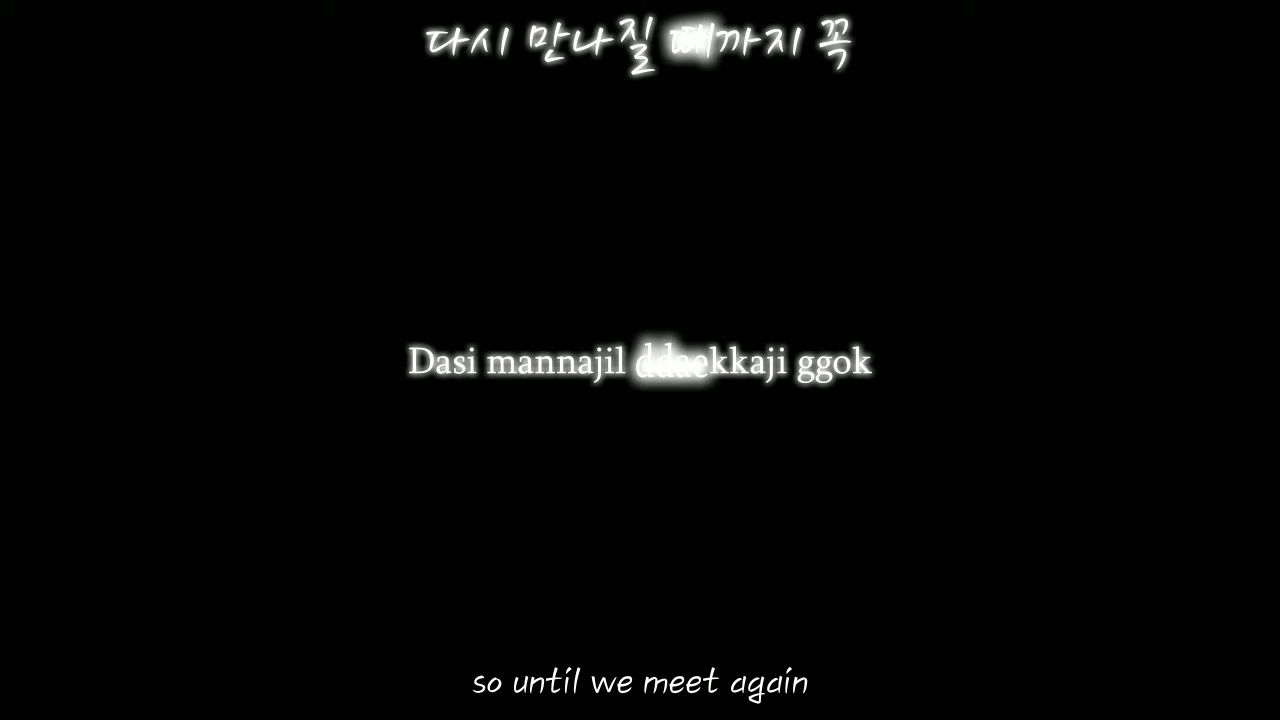 다시 만나질 때까지 꼭
Dasi mannajil ddaekkaji ggok
so until we meet again